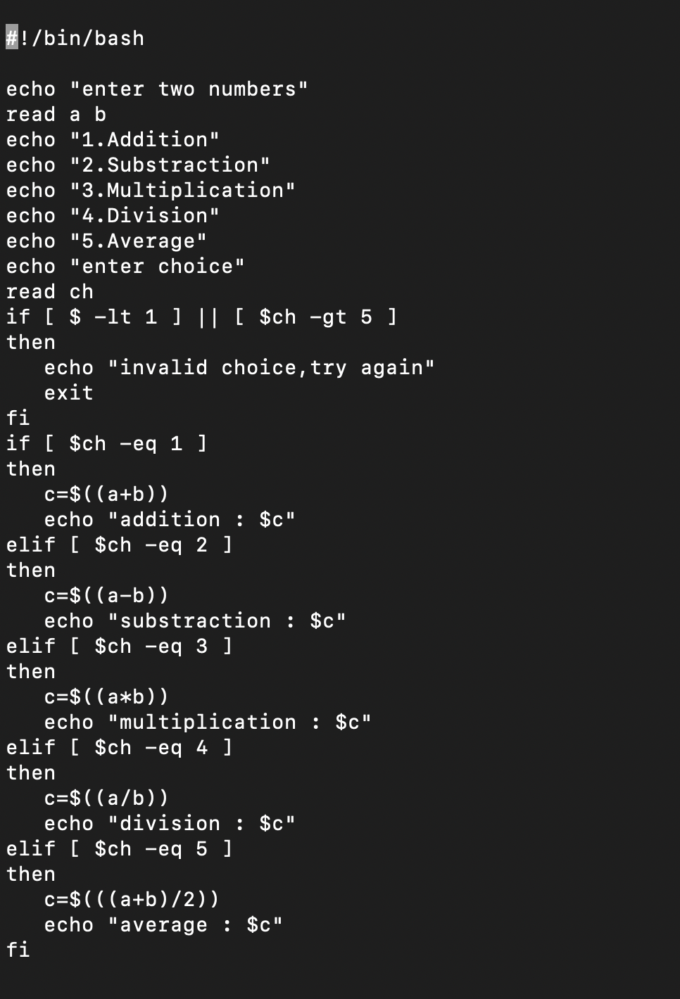 #!/bin/bash

echo "enter two numbers"
read a b
echo "1.Addition"
echo "2.Substraction"
echo "3.Multiplication"
echo "4.Division"
echo "5.Average"
echo "enter choice"
read ch
if [ $ -lt 1 ] || [ $ch -gt 5 ]
then
   echo "invalid choice,try again"
   exit
fi
if [ $ch -eq 1 ]
then
   c=$((a+b))
   echo "addition : $c"
elif [ $ch -eq 2 ]
then
   c=$((a-b))
   echo "substraction : $c"
elif [ $ch -eq 3 ]
then
   c=$((a*b))
   echo "multiplication : $c"
elif [ $ch -eq 4 ]
then
   c=$((a/b))
   echo "division : $c"
elif [ $ch -eq 5 ]
then
   c=$(((a+b)/2))
   echo "average : $c"
fi